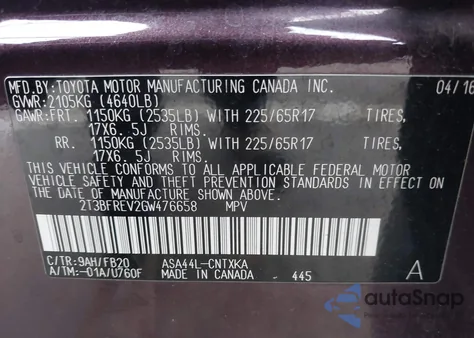 MFD.BY:TOYOTA MOTOR MANUFACTURING CANADA INC. 04/16
GVWR:2105KG (4640LB)
GAWR:FRT. 1150KG (2535LB) WITH 225/65R17 TIRES,
17X6.5J RIMS.
RR. 1150KG (2535LB) WITH 225/65R17 TIRES,
17X6.5J RIMS.
THIS VEHICLE CONFORMS TO ALL APPLICABLE FEDERAL MOTOR
VEHICLE SAFETY AND THEFT PREVENTION STANDARDS IN EFFECT ON
THE DATE OF MANUFACTURE SHOWN ABOVE.
2T3BFREV2GW476658 MPV
C/TR:9AH/FB20 ASA44L-CNTXKA
A/TM:-01A/U760F MADE IN CANADA 445 A
autoSnap